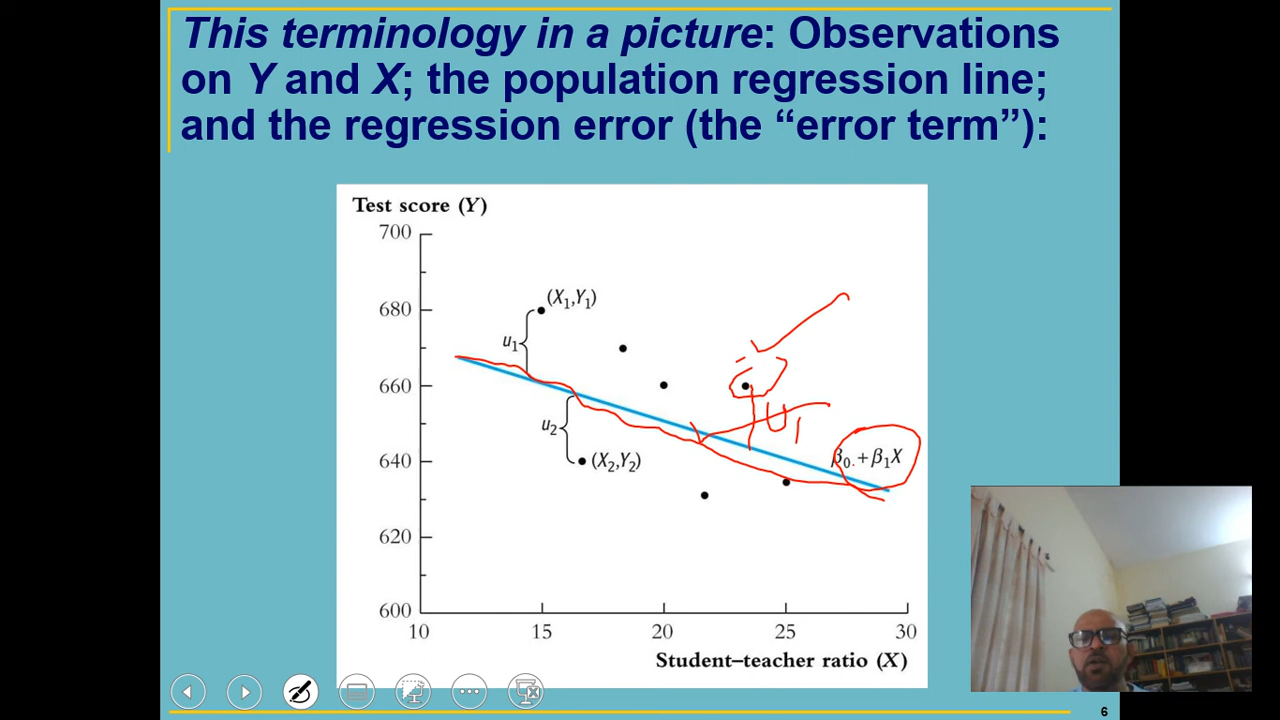 This terminology in a picture: Observations
on Y and X; the population regression line;
and the regression error (the “error term”):
Test score (Y)
700
680
(X₁,Y₁)
u₁
660
u₂
U₁
640
(X₂,Y₂)
β₀ + β₁X
620
600
10 15 20 25 30
Student–teacher ratio (X)
6